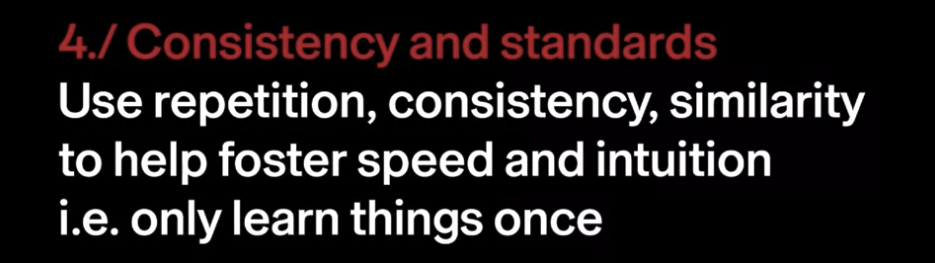 4./ Consistency and standards
Use repetition, consistency, similarity
to help foster speed and intuition
i.e. only learn things once